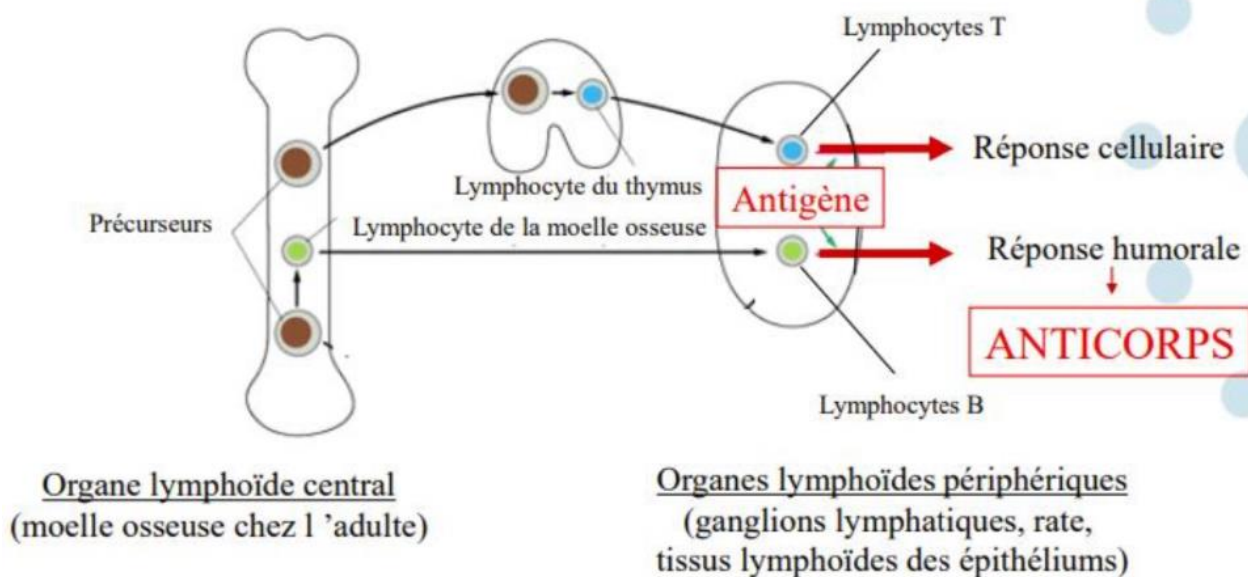 Lymphocytes T
Réponse cellulaire
Lymphocyte du thymus
Antigène
Précurseurs
Lymphocyte de la moelle osseuse
Réponse humorale
ANTICORPS
Lymphocytes B
Organe lymphoïde central
(moelle osseuse chez l ’adulte)
Organes lymphoïdes périphériques
(ganglions lymphatiques, rate,
tissus lymphoïdes des épithéliums)